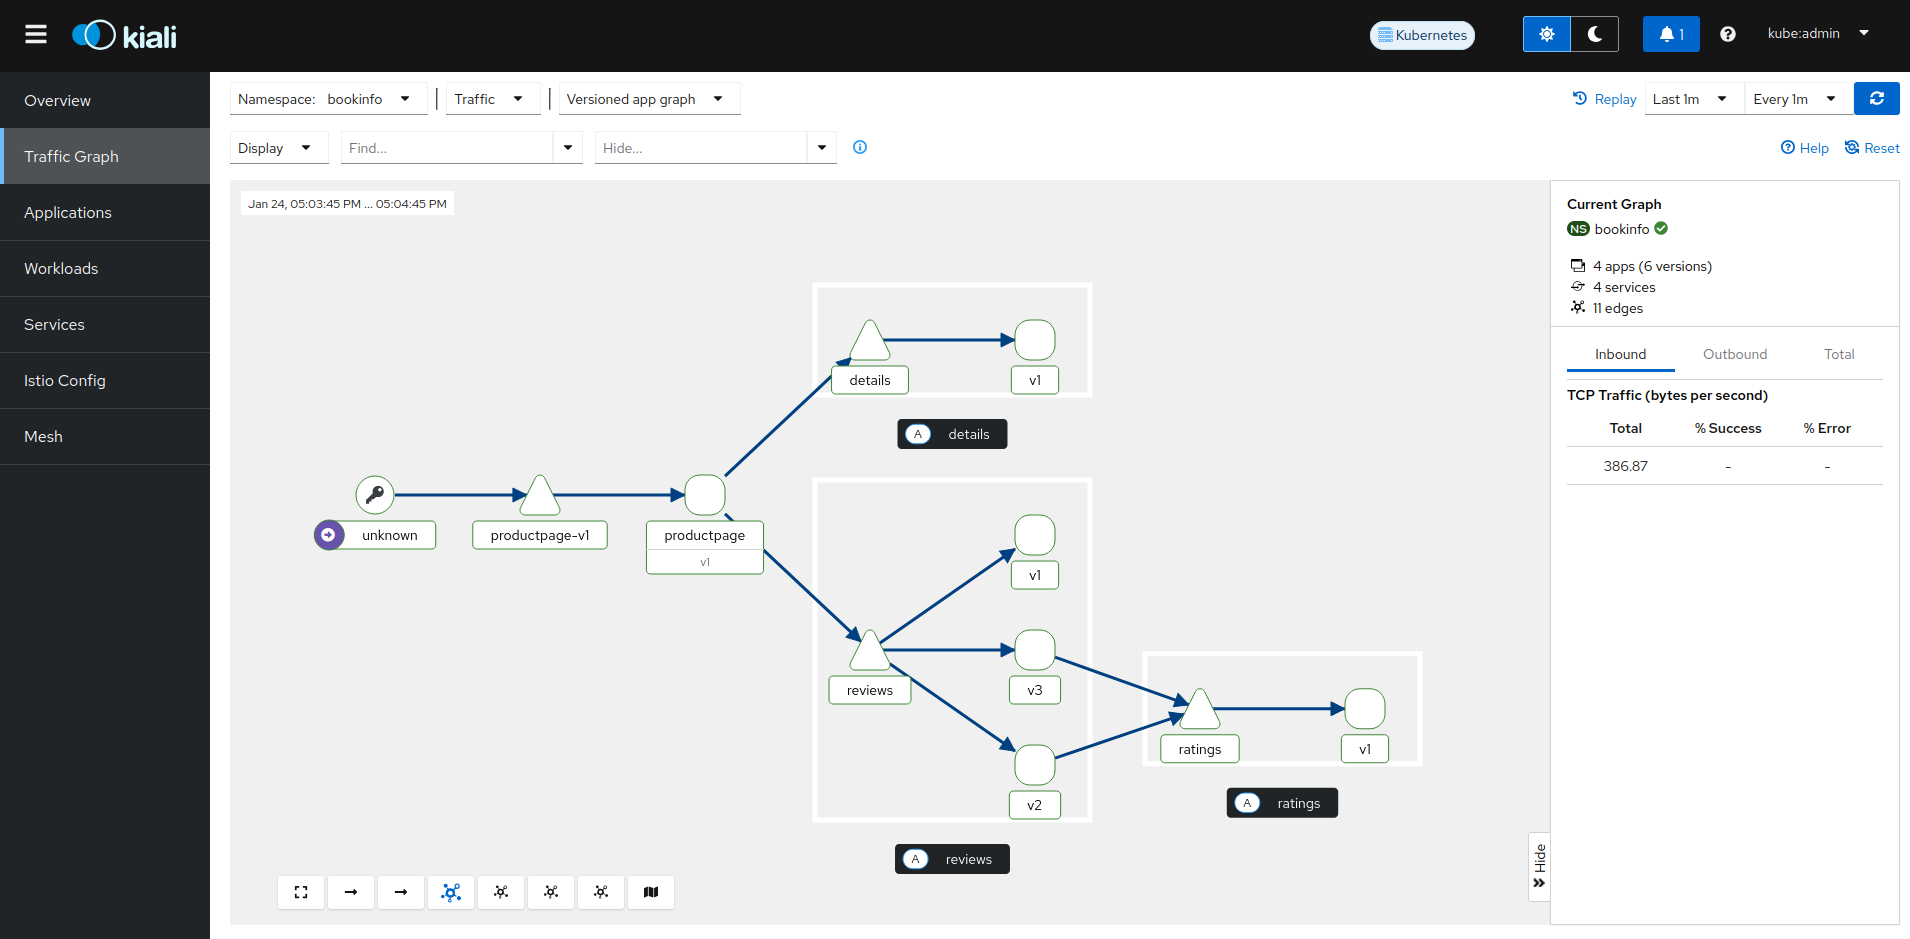 kiali
Kubernetes
1
kube:admin
Overview
Traffic Graph
Applications
Workloads
Services
Istio Config
Mesh
Namespace: bookinfo
Traffic
Versioned app graph
Replay
Last 1m
Every 1m
Display
Find...
Hide...
Help
Reset
Jan 24, 05:03:45 PM ... 05:04:45 PM
details
v1
A details
unknown
productpage-v1
productpage
v1
v1
reviews
v3
v2
A reviews
ratings
v1
A ratings
Hide
Current Graph
NS bookinfo
4 apps (6 versions)
4 services
11 edges
Inbound
Outbound
Total
TCP Traffic (bytes per second)
Total
% Success
% Error
386.87
-
-